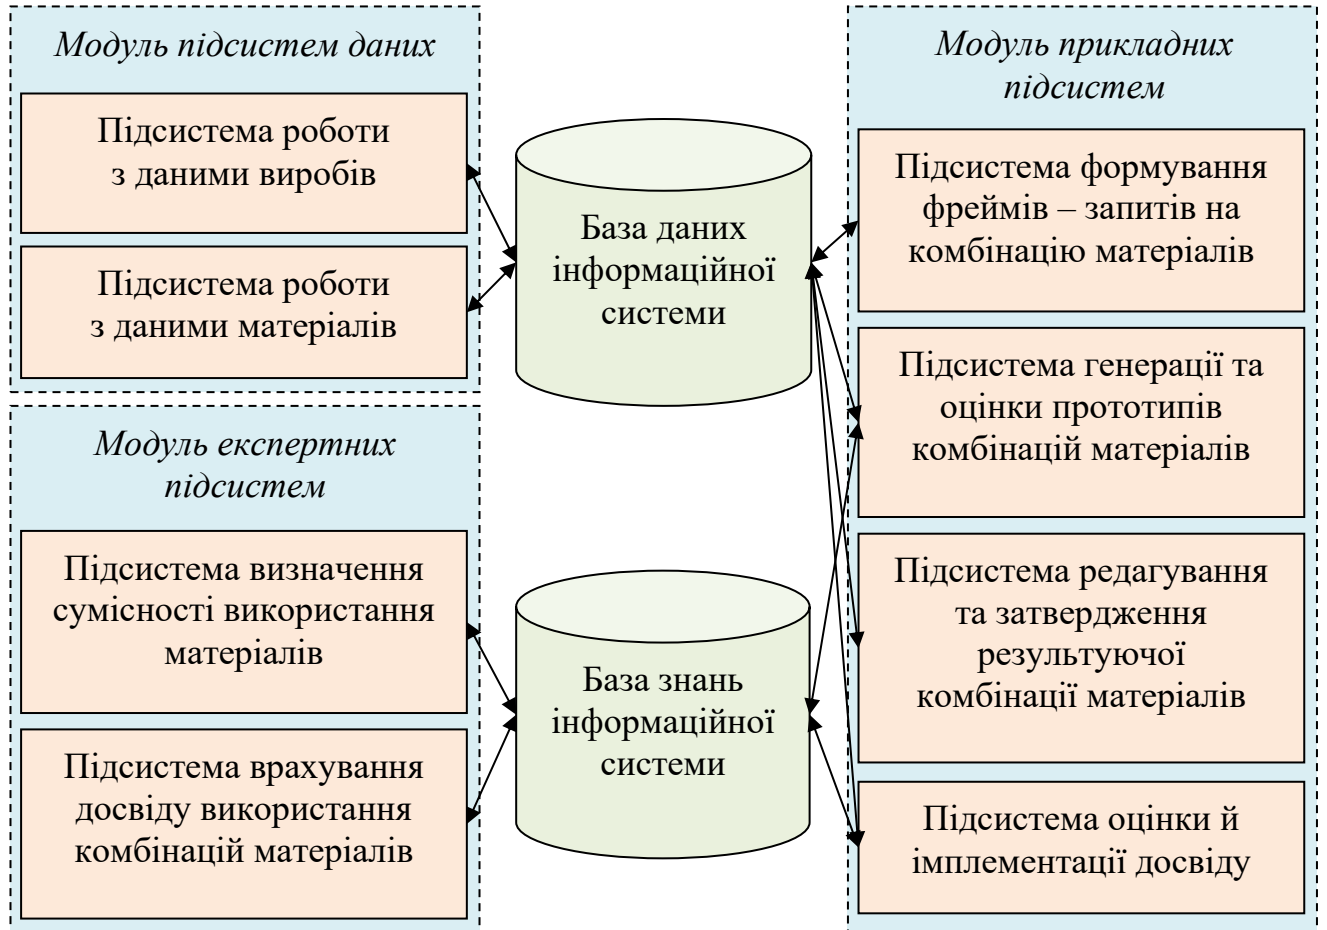 Модуль підсистем даних
Підсистема роботи
з даними виробів
Підсистема роботи
з даними матеріалів
Модуль експертних
підсистем
Підсистема визначення
сумісності використання
матеріалів
Підсистема врахування
досвіду використання
комбінацій матеріалів
База даних
інформаційної
системи
База знань
інформаційної
системи
Модуль прикладних
підсистем
Підсистема формування
фреймів – запитів на
комбінацію матеріалів
Підсистема генерації та
оцінки прототипів
комбінацій матеріалів
Підсистема редагування
та затвердження
результуючої
комбінації матеріалів
Підсистема оцінки й
імплементації досвіду